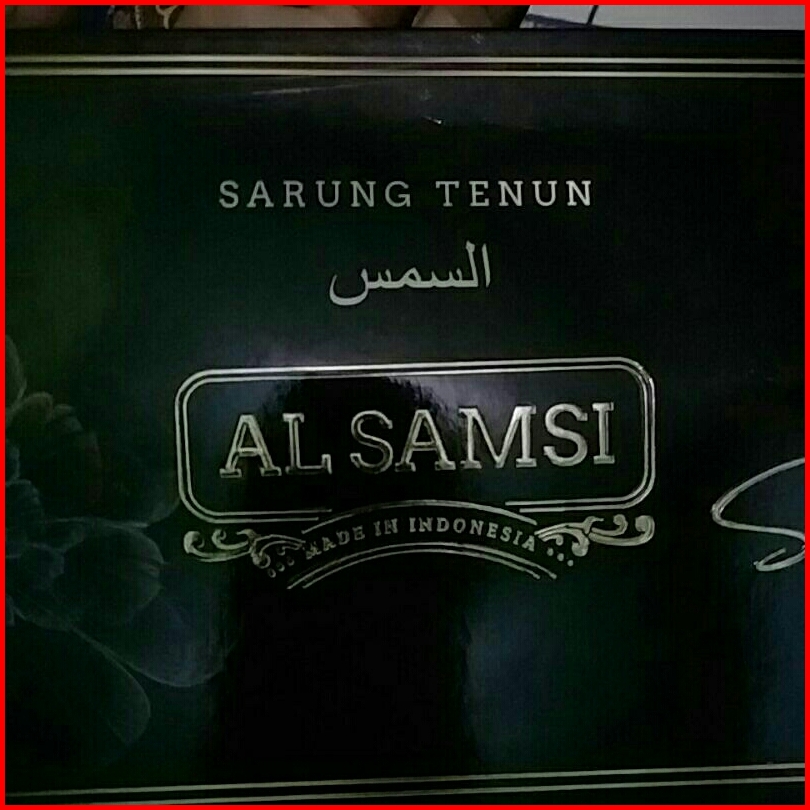 SARUNG TENUN
السمس
AL SAMSI
MADE IN INDONESIA